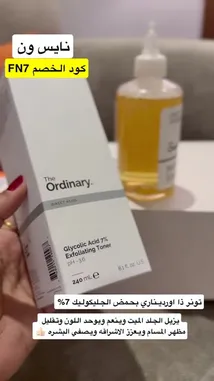 نايس ون
كود الخصم FN7
The
Ordinary.
Glycolic Acid 7%
Exfoliating Toner
240 mL e
تونر ذا اورديناري بحمض الجليكوليك 7%
يزيل الجلد الميت وينعم ويوحد اللون وتقليل
مظهر المسام ويعزز الاشراقه ويصفي البشره 👍🏻